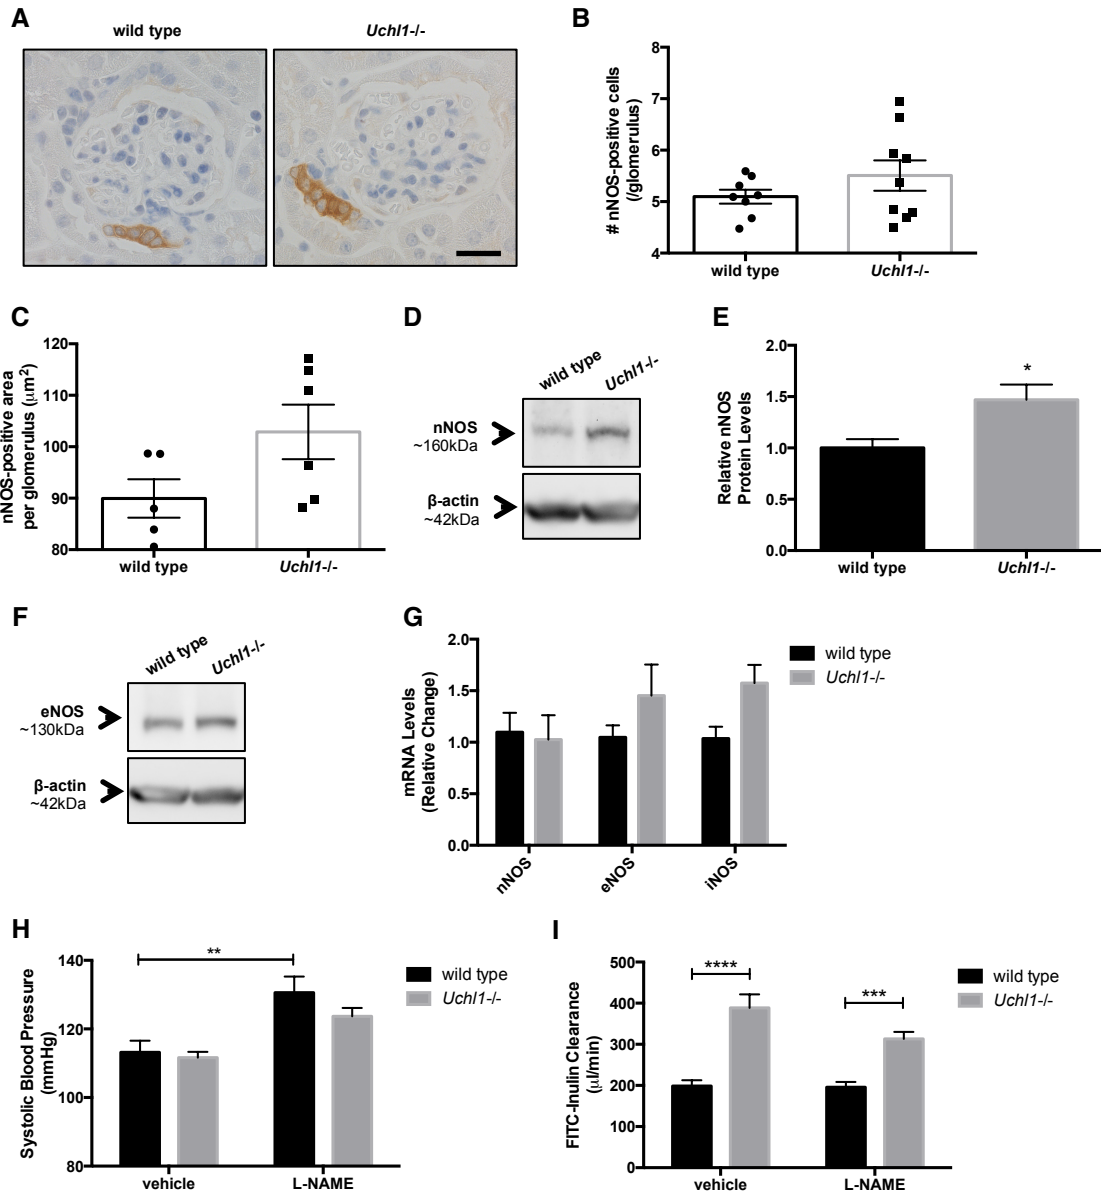 A
wild type
Uchl1-/-
B
# nNOS-positive cells
(/glomerulus)
8
7
6
5
4
wild type
Uchl1-/-
C
nNOS-positive area
per glomerulus (μm2)
120
110
100
90
80
wild type
Uchl1-/-
D
wild type
Uchl1-/-
nNOS
~160kDa
β-actin
~42kDa
E
Relative nNOS
Protein Levels
2.0
1.5
1.0
0.5
0.0
*
wild type
Uchl1-/-
F
wild type
Uchl1-/-
eNOS
~130kDa
β-actin
~42kDa
G
mRNA Levels
(Relative Change)
2.0
1.5
1.0
0.5
0.0
nNOS
eNOS
iNOS
wild type
Uchl1-/-
H
Systolic Blood Pressure
(mmHg)
140
120
100
80
**
vehicle
L-NAME
wild type
Uchl1-/-
I
FITC-Inulin Clearance
(μl/min)
500
400
300
200
100
0
****
***
vehicle
L-NAME
wild type
Uchl1-/-